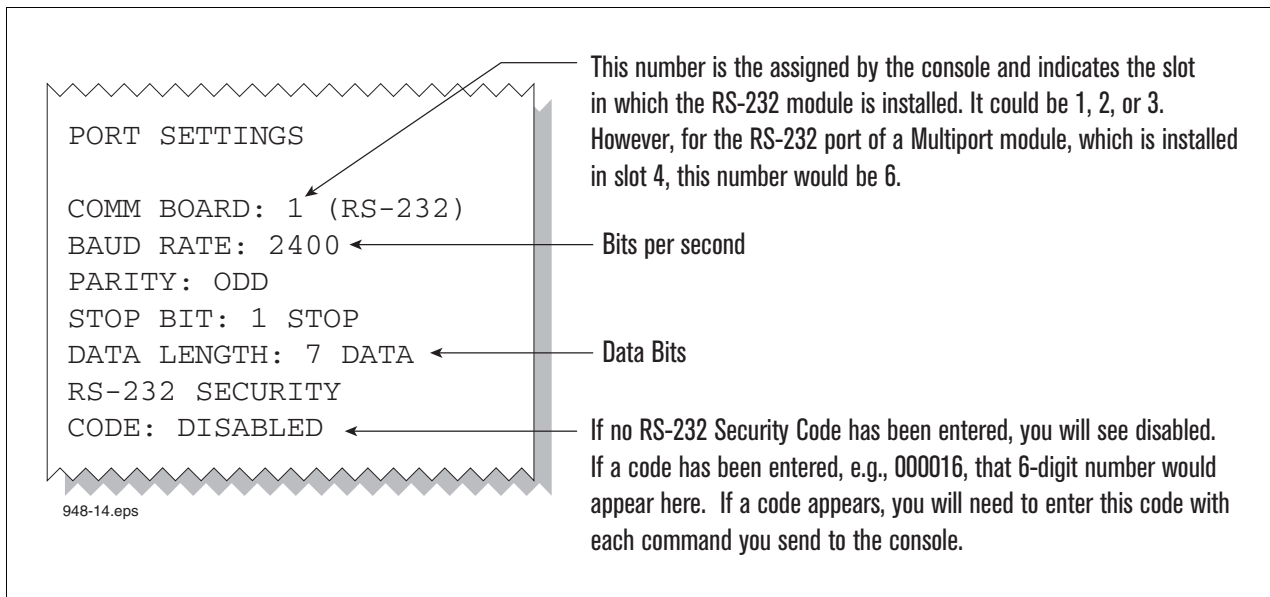 This number is the assigned by the console and indicates the slot
in which the RS-232 module is installed. It could be 1, 2, or 3.
However, for the RS-232 port of a Multiport module, which is installed
in slot 4, this number would be 6.
PORT SETTINGS
COMM BOARD: 1 (RS-232)
BAUD RATE: 2400
Bits per second
PARITY: ODD
STOP BIT: 1 STOP
DATA LENGTH: 7 DATA
Data Bits
RS-232 SECURITY
CODE: DISABLED
If no RS-232 Security Code has been entered, you will see disabled.
If a code has been entered, e.g., 000016, that 6-digit number would
appear here.  If a code appears, you will need to enter this code with
each command you send to the console.
948-14.eps